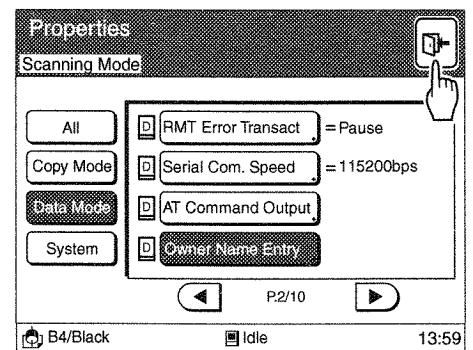 Properties
Scanning Mode
All
Copy Mode
Data Mode
System
D RMT Error Transact = Pause
D Serial Com. Speed = 115200bps
D AT Command Output
D Owner Name Entry
P.2/10
B4/Black Idle 13:59